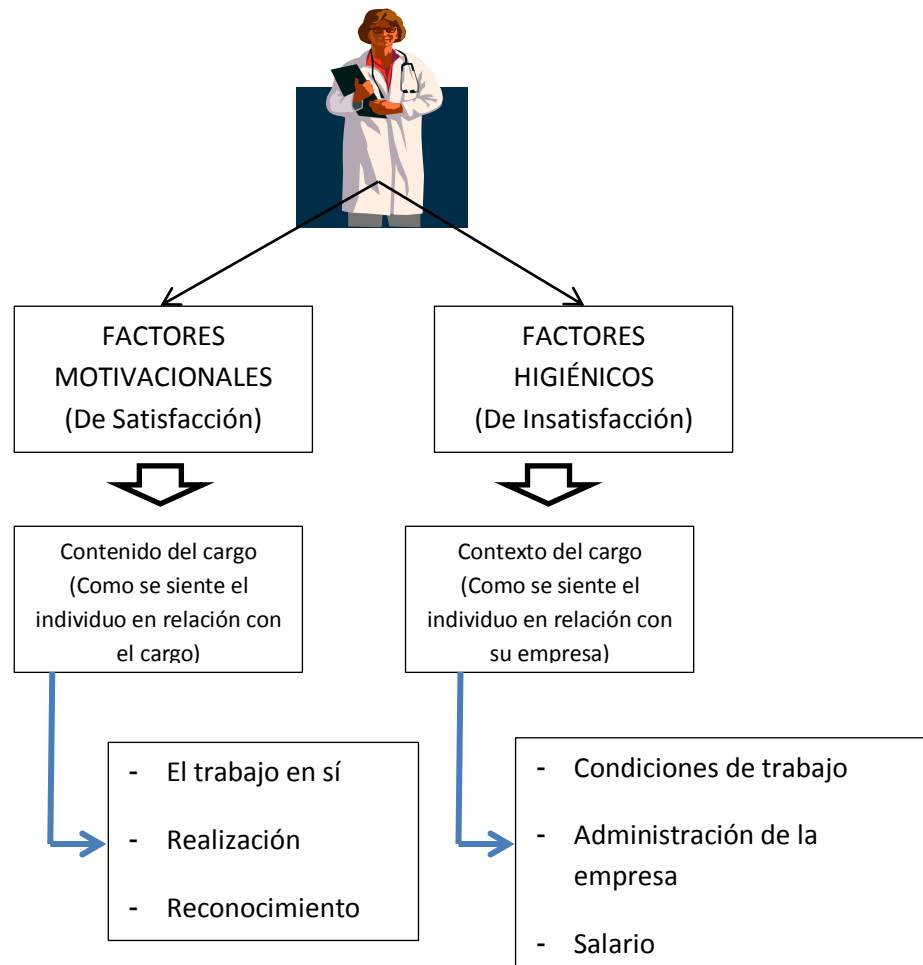 FACTORES
MOTIVACIONALES
(De Satisfacción)
FACTORES
HIGIÉNICOS
(De Insatisfacción)
Contenido del cargo
(Como se siente el
individuo en relación con
el cargo)
Contexto del cargo
(Como se siente el
individuo en relación con
su empresa)
- El trabajo en sí
- Realización
- Reconocimiento
- Condiciones de trabajo
- Administración de la
empresa
- Salario